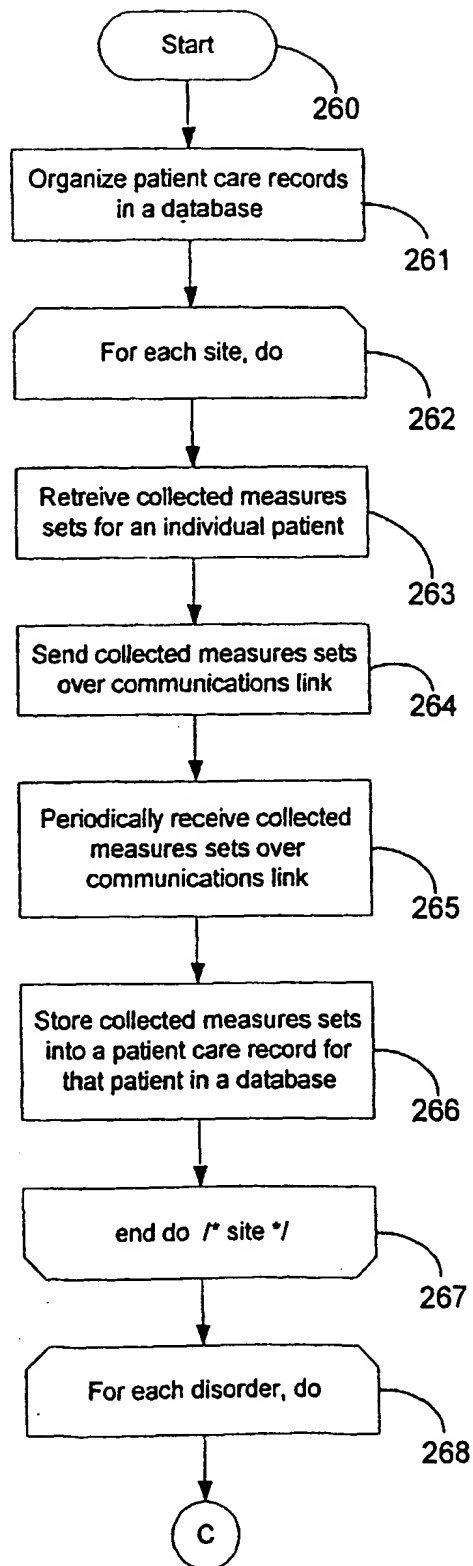 Start
260
Organize patient care records
in a database
261
For each site, do
262
Retreive collected measures
sets for an individual patient
263
Send collected measures sets
over communications link
264
Periodically receive collected
measures sets over
communications link
265
Store collected measures sets
into a patient care record for
that patient in a database
266
end do /* site */
267
For each disorder, do
268
C